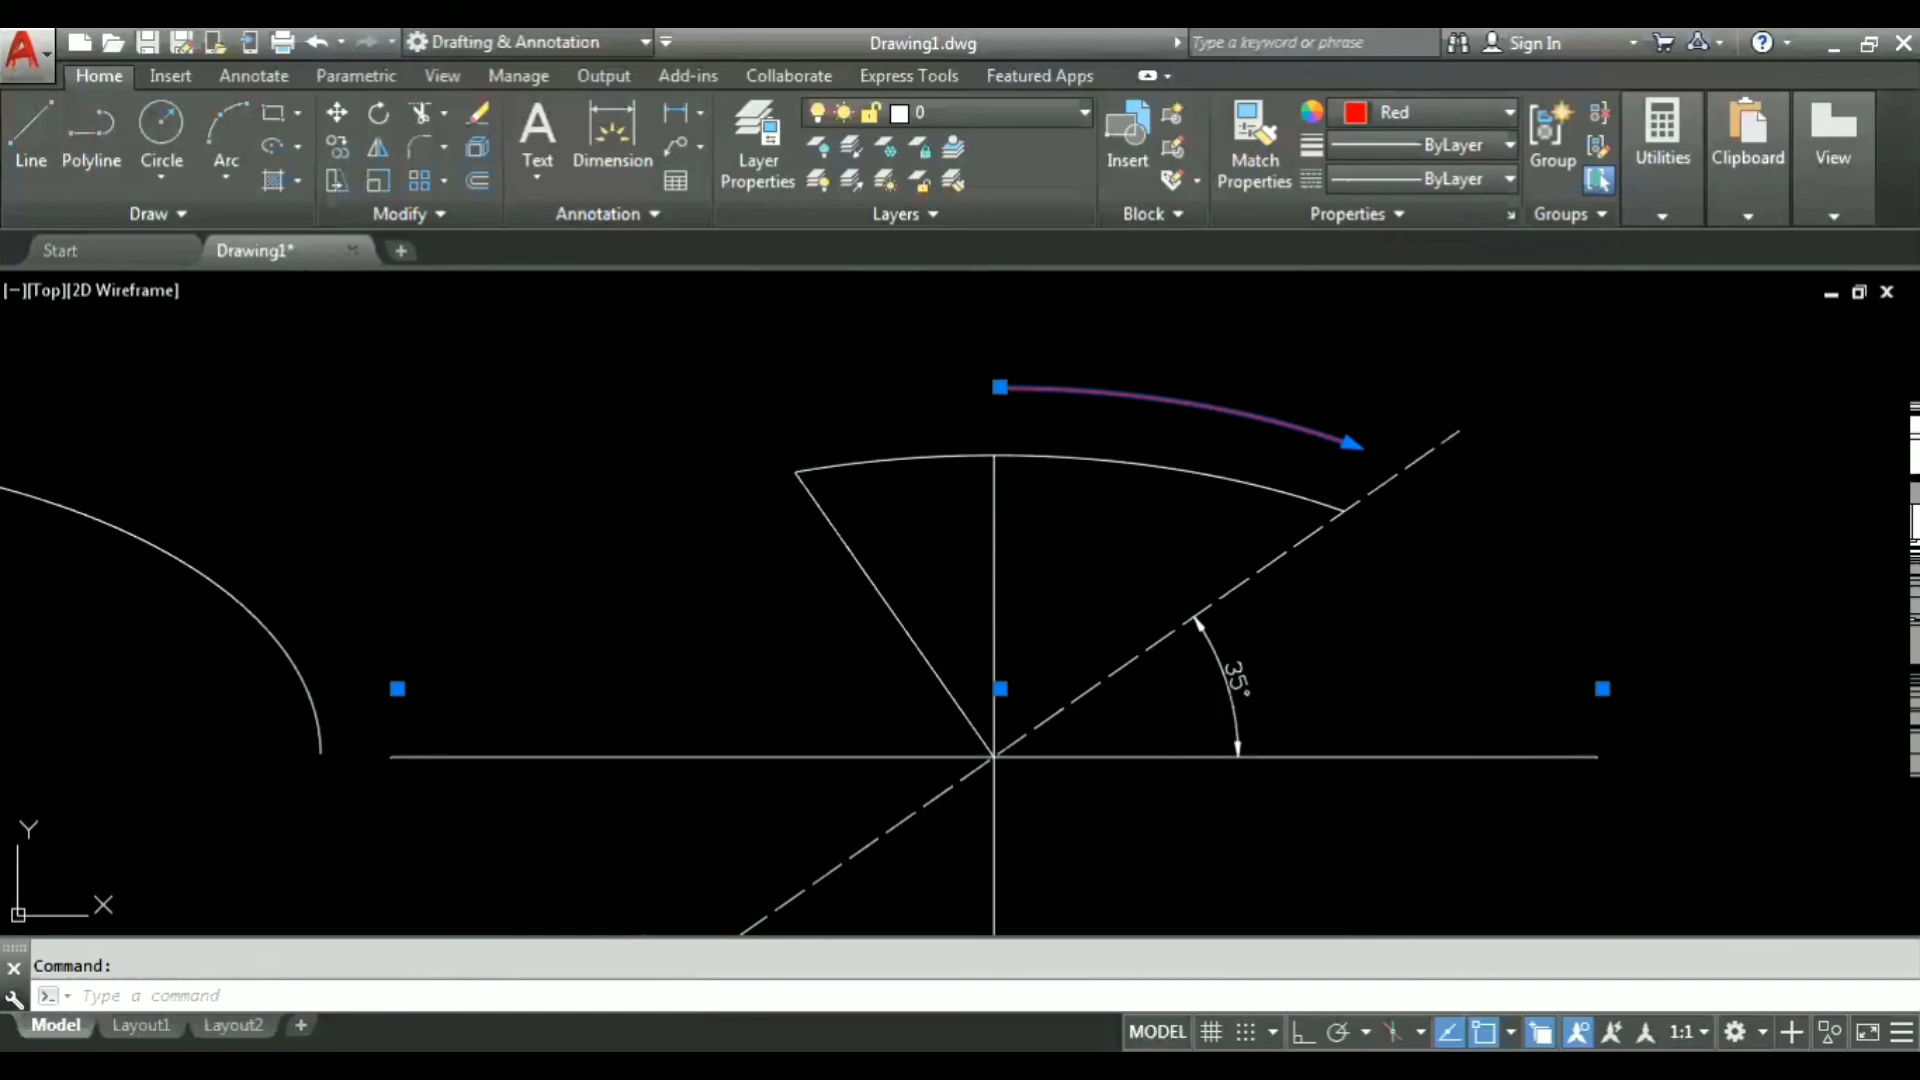 Drafting & Annotation
Drawing1.dwg
Type a keyword or phrase
Sign In
Home Insert Annotate Parametric View Manage Output Add-ins Collaborate Express Tools Featured Apps
Line Polyline Circle Arc
Text Dimension
Layer Properties
0
Insert
Match Properties
Red
ByLayer
ByLayer
Group
Utilities Clipboard View
Draw Modify Annotation Layers Block Properties Groups
Start Drawing1*
[−][Top][2D Wireframe]
35°
Y
X
Command:
Type a command
Model Layout1 Layout2
MODEL 1:1